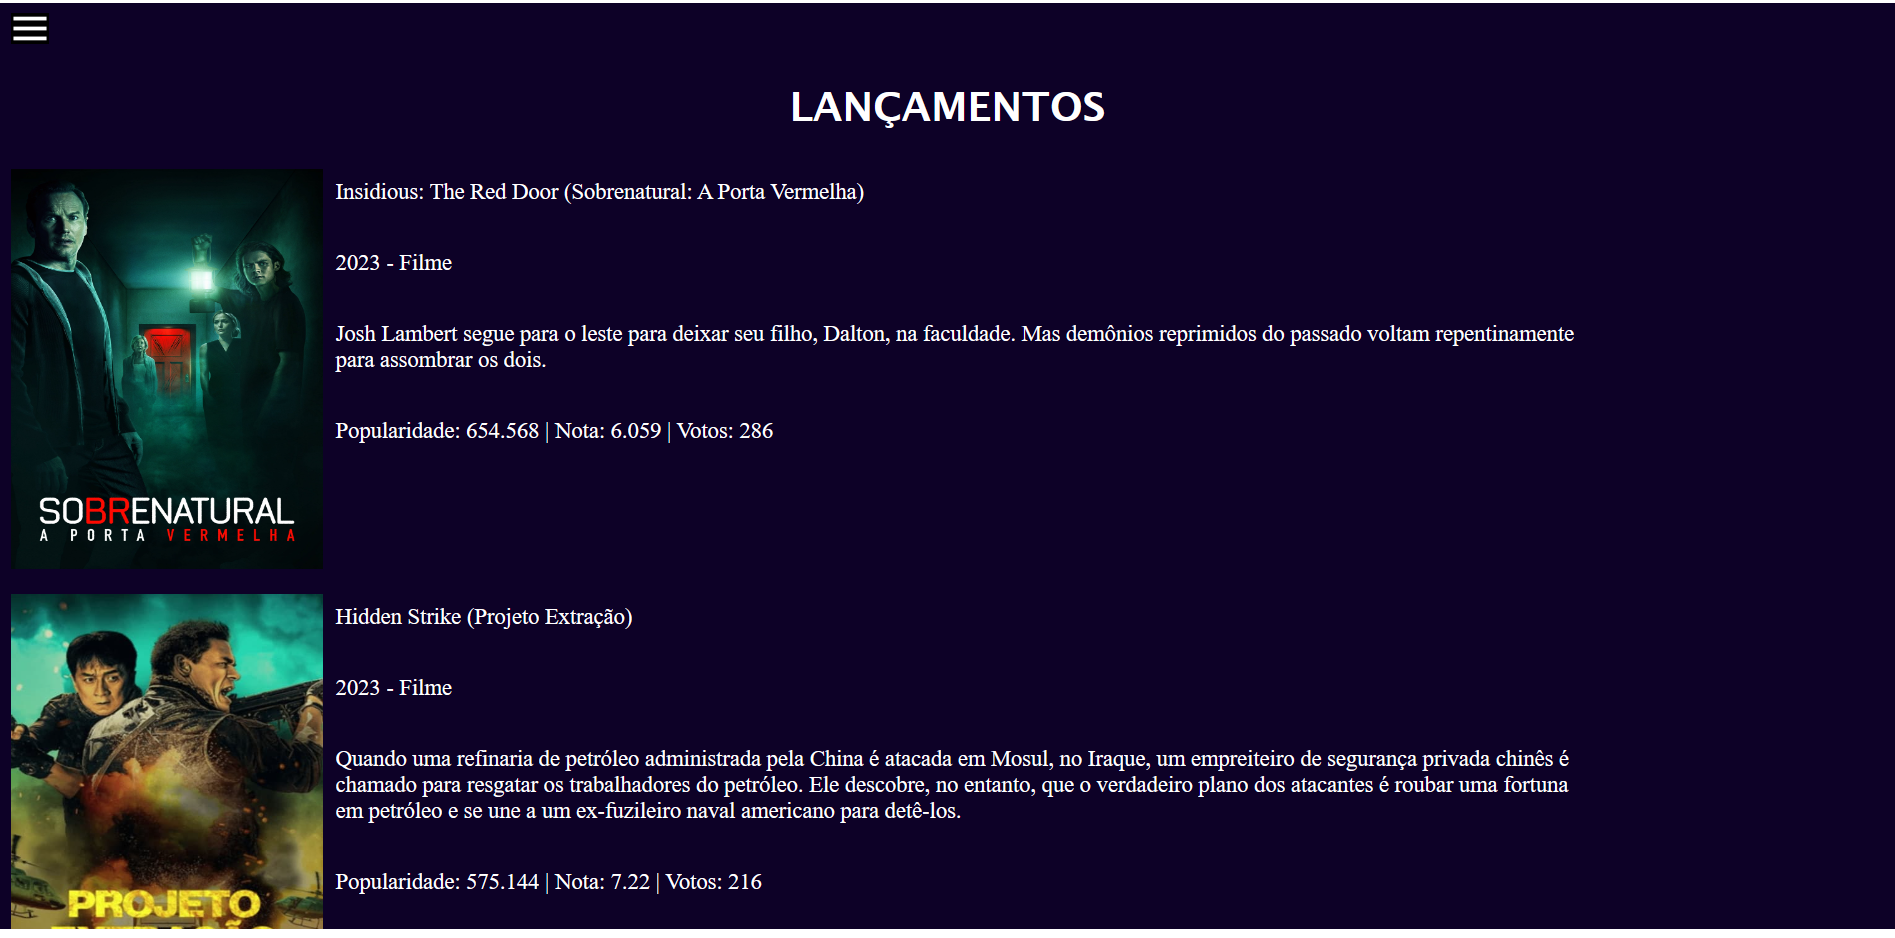 LANÇAMENTOS
Insidious: The Red Door (Sobrenatural: A Porta Vermelha)
2023 - Filme
Josh Lambert segue para o leste para deixar seu filho, Dalton, na faculdade. Mas demônios reprimidos do passado voltam repentinamente
para assombrar os dois.
Popularidade: 654.568 | Nota: 6.059 | Votos: 286
SOBRENATURAL
A PORTA VERMELHA
Hidden Strike (Projeto Extração)
2023 - Filme
Quando uma refinaria de petróleo administrada pela China é atacada em Mosul, no Iraque, um empreiteiro de segurança privada chinês é
chamado para resgatar os trabalhadores do petróleo. Ele descobre, no entanto, que o verdadeiro plano dos atacantes é roubar uma fortuna
em petróleo e se une a um ex-fuzileiro naval americano para detê-los.
Popularidade: 575.144 | Nota: 7.22 | Votos: 216
PROJETO
EXTRAÇÃO